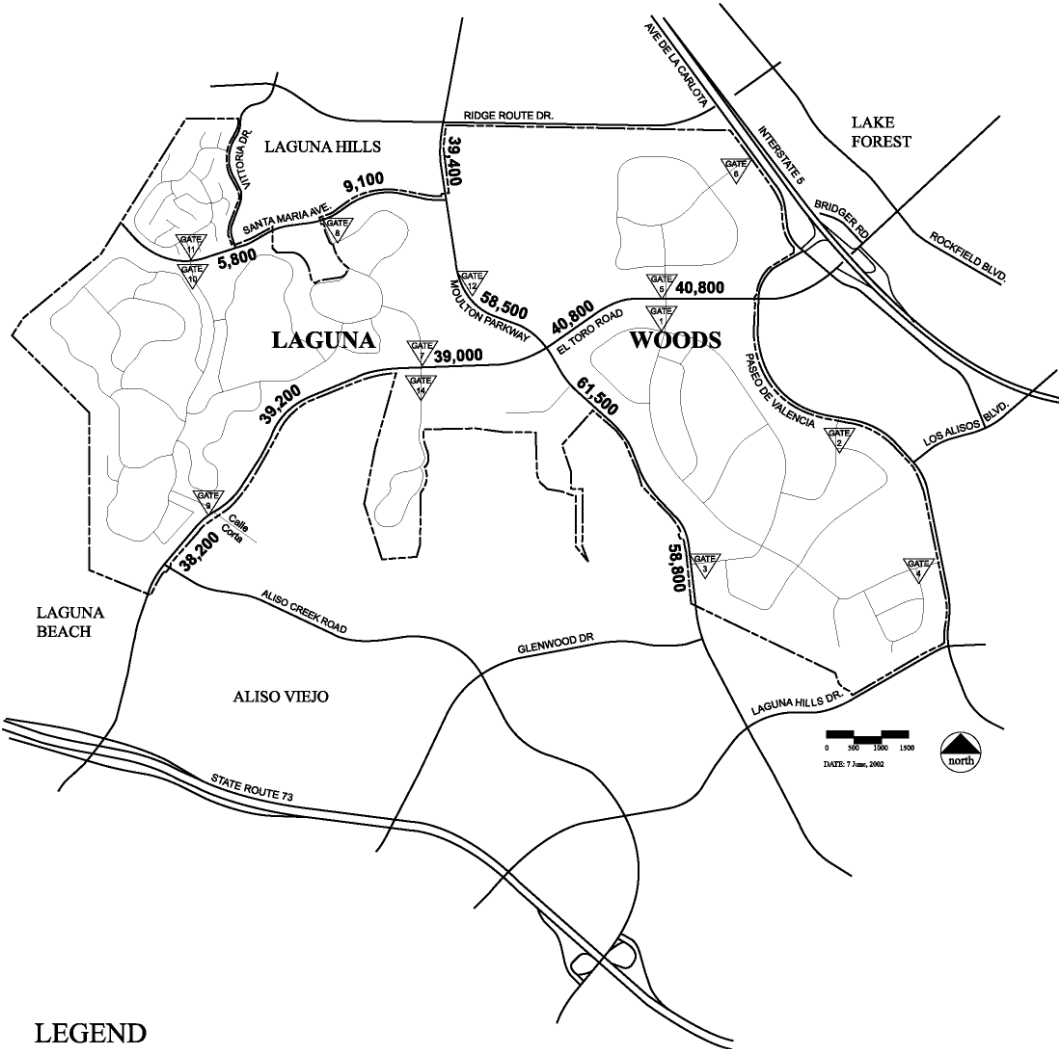 AVE DE LA CARLOTA
RIDGE ROUTE DR.
LAKE
FOREST
INTERSTATE 5
LAGUNA HILLS
VITTORIA DR.
39,400
GATE
6
9,100
SANTA MARIA AVE.
GATE
8
BRIDGER RD
ROCKFIELD BLVD.
GATE
11
5,800
GATE
10
GATE
12
58,500
MOULTON PARKWAY
GATE
5
40,800
40,800
EL TORO ROAD
GATE
1
LAGUNA
WOODS
GATE
7
39,000
GATE
14
61,500
PASEO DE VALENCIA
39,200
LOS ALISOS BLVD.
GATE
2
GATE
9
Calle
Corta
38,200
58,800
GATE
3
GATE
4
LAGUNA
BEACH
ALISO CREEK ROAD
GLENWOOD DR
ALISO VIEJO
LAGUNA HILLS DR.
0 500 1000 1500
DATE: 7 June, 2002
north
STATE ROUTE 73
LEGEND